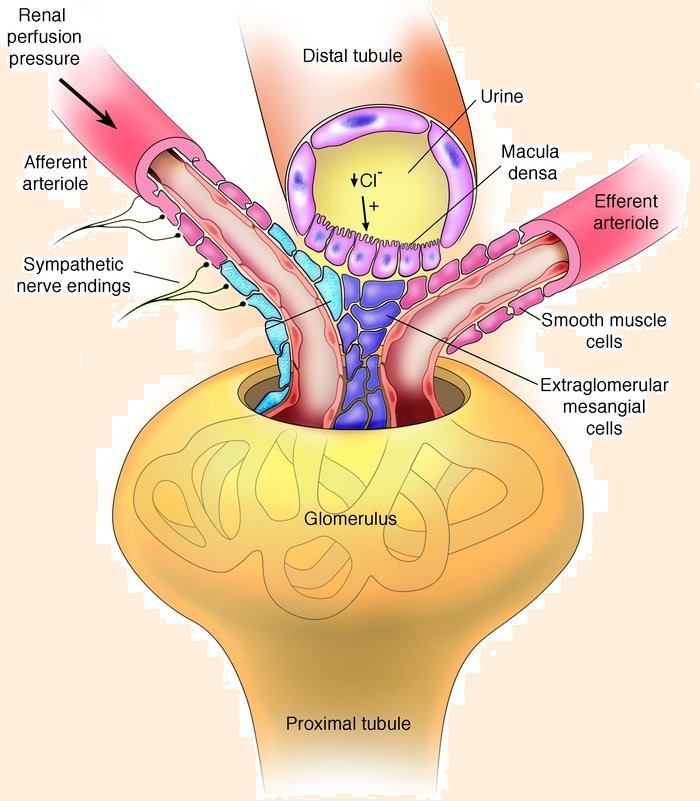 Renal
perfusion
pressure
Distal tubule
Urine
Macula
densa
Afferent
arteriole
↓Cl⁻
+
Efferent
arteriole
Sympathetic
nerve endings
Smooth muscle
cells
Extraglomerular
mesangial
cells
Glomerulus
Proximal tubule